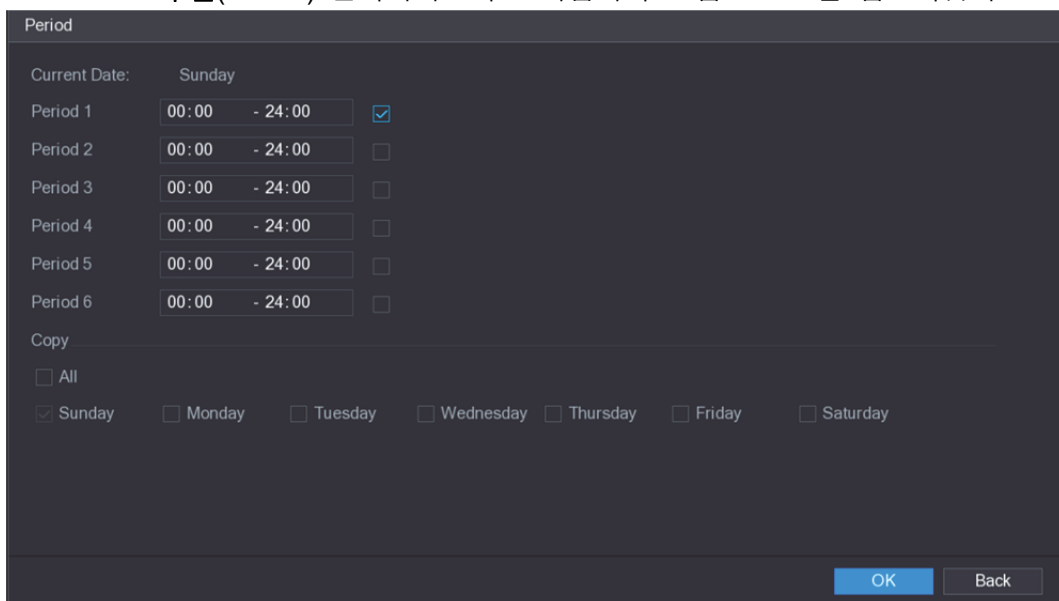 Period
Current Date: Sunday
Period 1 00:00 - 24:00
Period 2 00:00 - 24:00
Period 3 00:00 - 24:00
Period 4 00:00 - 24:00
Period 5 00:00 - 24:00
Period 6 00:00 - 24:00
Copy
All
Sunday Monday Tuesday Wednesday Thursday Friday Saturday
OK Back